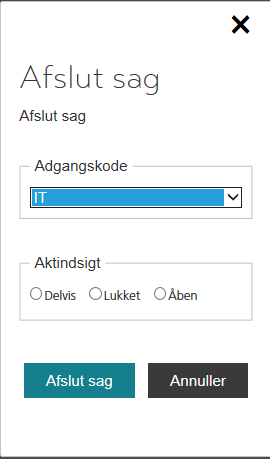 Afslut sag
Afslut sag
Adgangskode
IT
Aktindsigt
Delvis Lukket Åben
Afslut sag Annuller